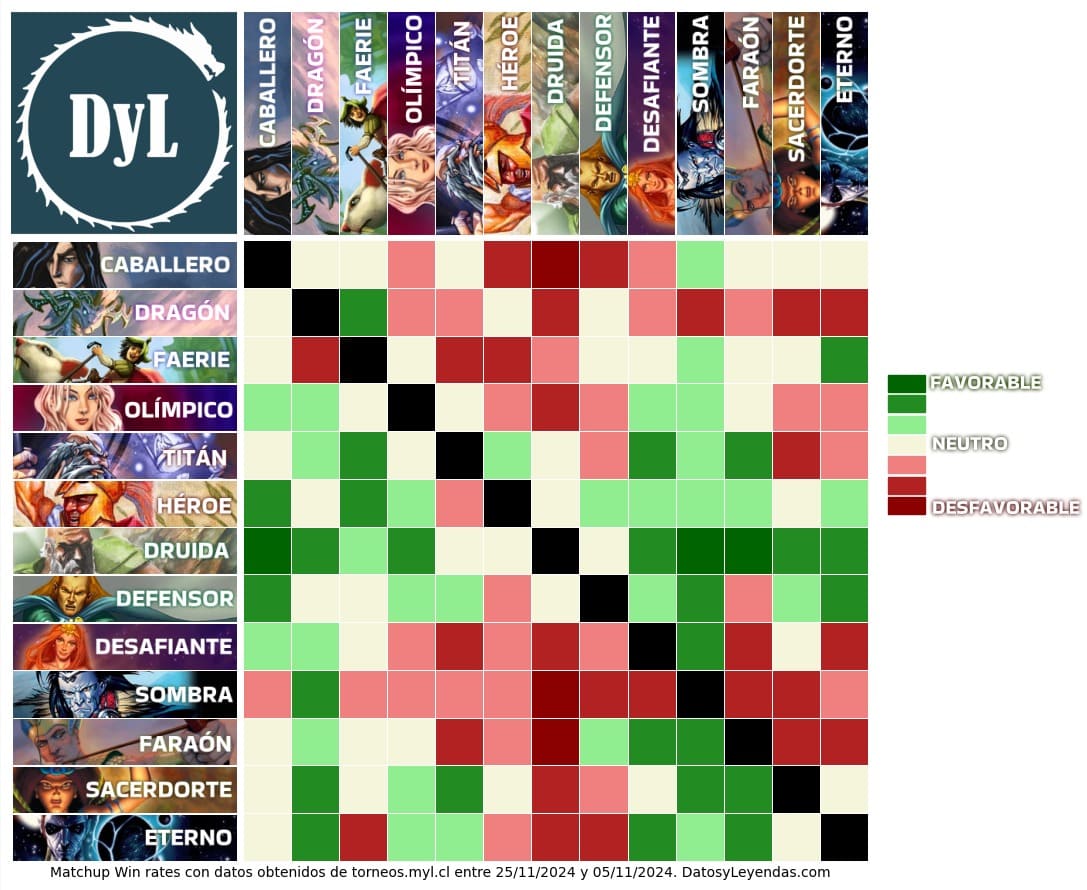 DyL
CABALLERO
DRAGÓN
FAERIE
OLÍMPICO
TITÁN
HÉROE
DRUIDA
DEFENSOR
DESAFIANTE
SOMBRA
FARAÓN
SACERDORTE
ETERNO
CABALLERO
DRAGÓN
FAERIE
OLÍMPICO
TITÁN
HÉROE
DRUIDA
DEFENSOR
DESAFIANTE
SOMBRA
FARAÓN
SACERDORTE
ETERNO
FAVORABLE
NEUTRO
DESFAVORABLE
Matchup Win rates con datos obtenidos de torneos.myl.cl entre 25/11/2024 y 05/11/2024. DatosyLeyendas.com